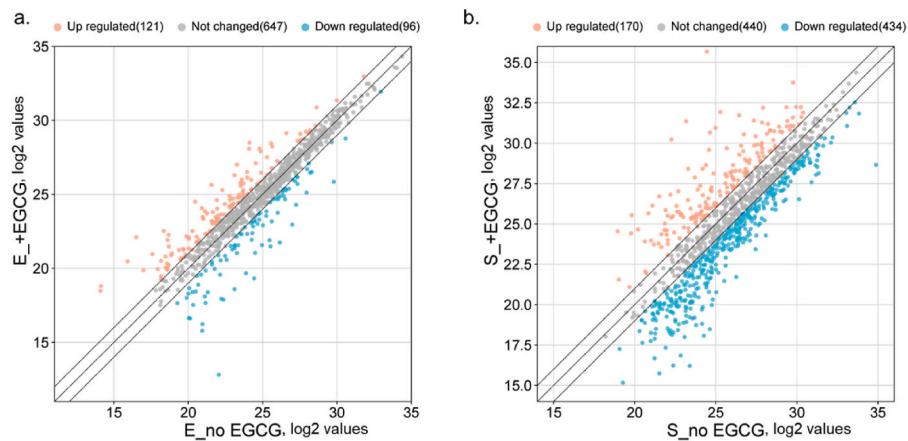 a.
Up regulated(121) Not changed(647) Down regulated(96)
35
30
25
20
15
15 20 25 30 35
E_+EGCG, log2 values
E_no EGCG, log2 values
b.
Up regulated(170) Not changed(440) Down regulated(434)
35.0
32.5
30.0
27.5
25.0
22.5
20.0
17.5
15.0
15 20 25 30 35
S_+EGCG, log2 values
S_no EGCG, log2 values